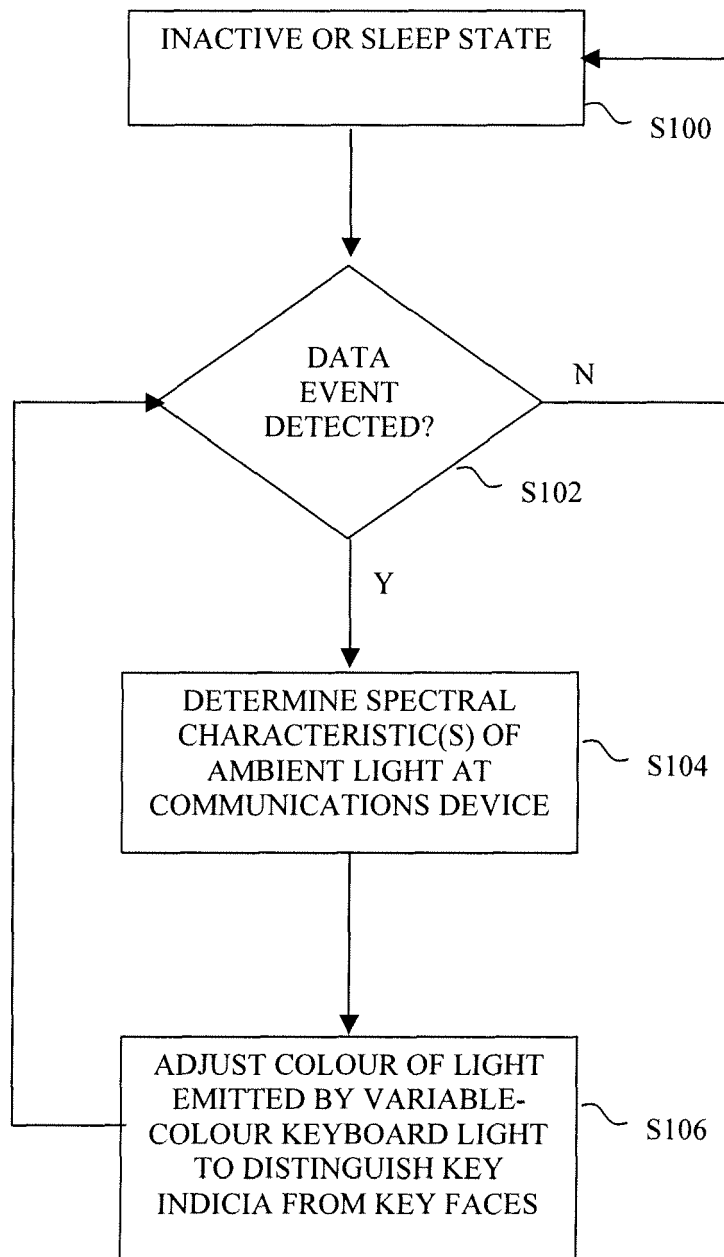 INACTIVE OR SLEEP STATE
S100
DATA
EVENT
DETECTED?
N
S102
Y
DETERMINE SPECTRAL
CHARACTERISTIC(S) OF
AMBIENT LIGHT AT
COMMUNICATIONS DEVICE
S104
ADJUST COLOUR OF LIGHT
EMITTED BY VARIABLE-
COLOUR KEYBOARD LIGHT
TO DISTINGUISH KEY
INDICIA FROM KEY FACES
S106